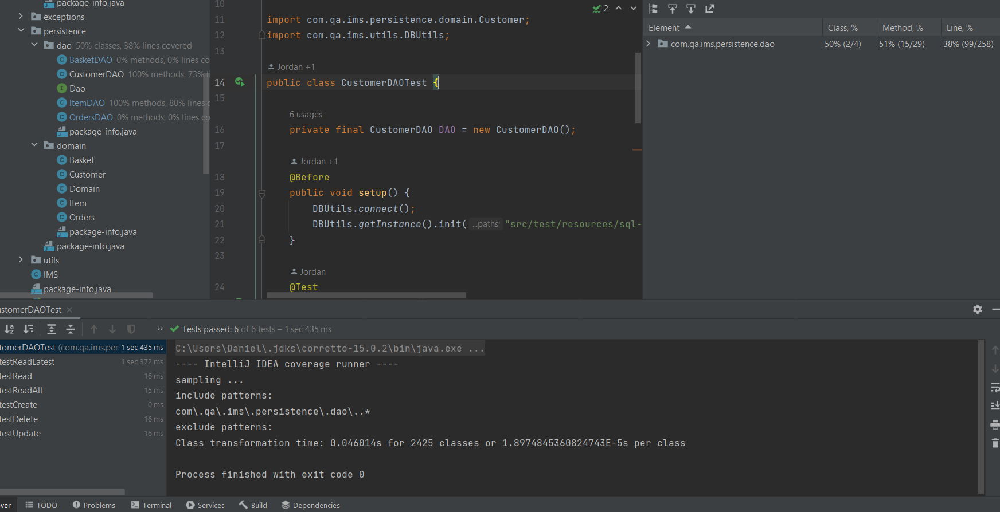 package-info.java
exceptions
persistence
dao 50% classes, 38% lines covered
BasketDAO 0% methods, 0% lines co
CustomerDAO 100% methods, 73% l
Dao
ItemDAO 100% methods, 80% lines c
OrdersDAO 0% methods, 0% lines co
package-info.java
domain
Basket
Customer
Domain
Item
Orders
package-info.java
package-info.java
utils
IMS
package-info.java
10
11 import com.qa.ims.persistence.domain.Customer;
12 import com.qa.ims.utils.DBUtils;
13
Jordan +1
14 public class CustomerDAOTest {
15
6 usages
16 private final CustomerDAO DAO = new CustomerDAO();
17
Jordan +1
18 @Before
19 public void setup() {
20 DBUtils.connect();
21 DBUtils.getInstance().init( ...paths: "src/test/resources/sql-
22 }
23
Jordan
24 @Test
2
Element Class, % Method, % Line, %
com.qa.ims.persistence.dao 50% (2/4) 51% (15/29) 38% (99/258)
stomerDAOTest
Tests passed: 6 of 6 tests – 1 sec 435 ms
tomerDAOTest (com.qa.ims.per 1 sec 435 ms
testReadLatest 1 sec 372 ms
testRead 16 ms
testReadAll 15 ms
testCreate 0 ms
testDelete 16 ms
testUpdate 16 ms
C:\Users\Daniel\.jdks\corretto-15.0.2\bin\java.exe ...
---- IntelliJ IDEA coverage runner ----
sampling ...
include patterns:
com\.qa\.ims\.persistence\.dao\..*
exclude patterns:
Class transformation time: 0.046014s for 2425 classes or 1.8974845360824743E-5s per class
Process finished with exit code 0
ver TODO Problems Terminal Services Build Dependencies